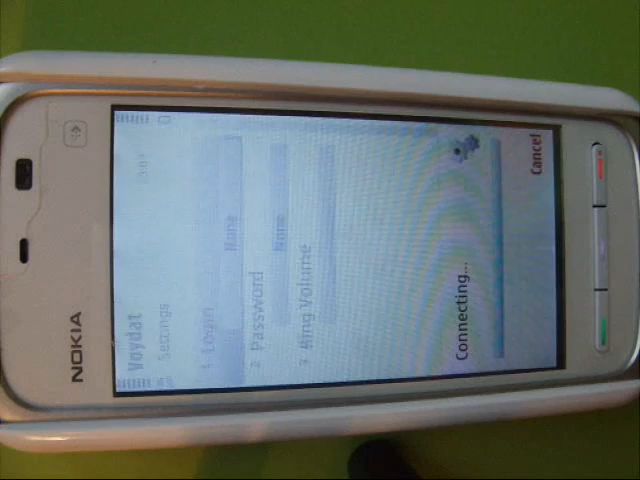 NOKIA
Voydat
Settings
1 Login
None
2 Password
None
3 Ring Volume
Connecting...
Cancel